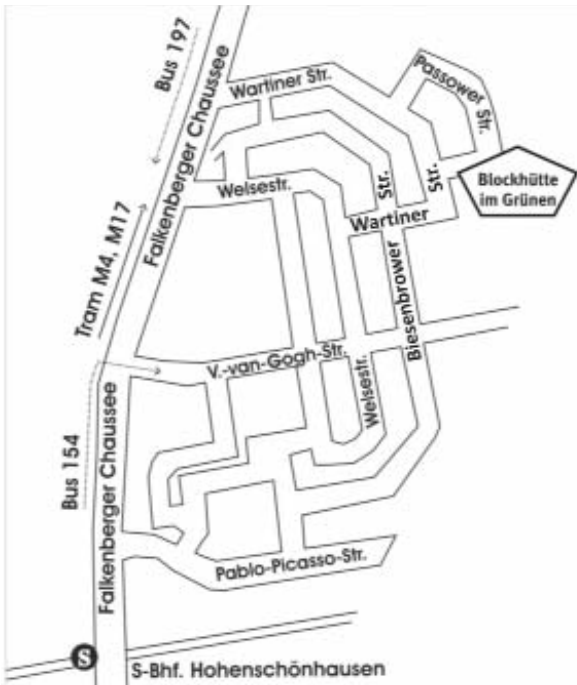 Bus 197
Falkenberger Chaussee
Wartiner Str.
Passower Str.
Blockhütte
im Grünen
Welsestr.
Str.
Str.
Wartiner
Tram M4, M17
Biesenbrower
V.-van-Gogh-Str.
Welsestr.
Bus 154
Falkenberger Chaussee
Pablo-Picasso-Str.
S
S-Bhf. Hohenschönhausen